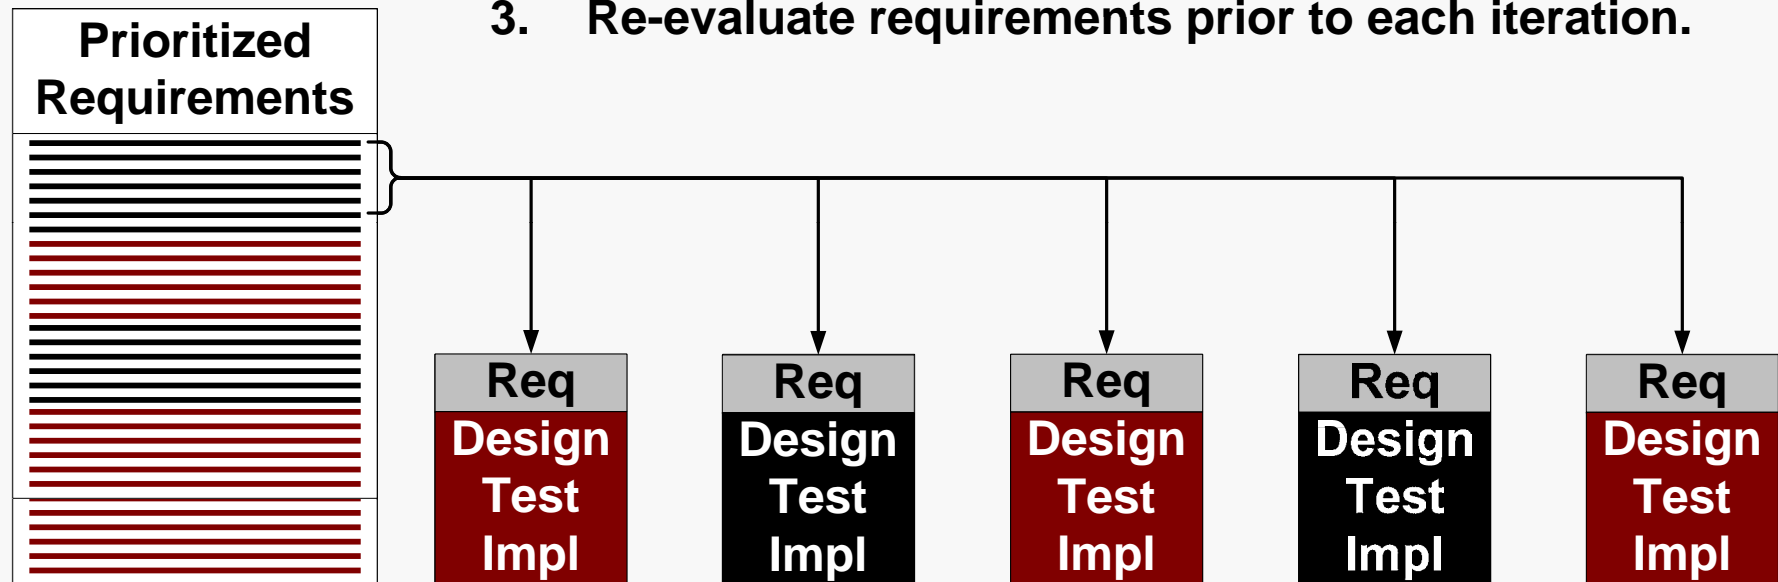 3. Re-evaluate requirements prior to each iteration.
Prioritized
Requirements
Req
Design
Test
Impl
Req
Design
Test
Impl
Req
Design
Test
Impl
Req
Design
Test
Impl
Req
Design
Test
Impl